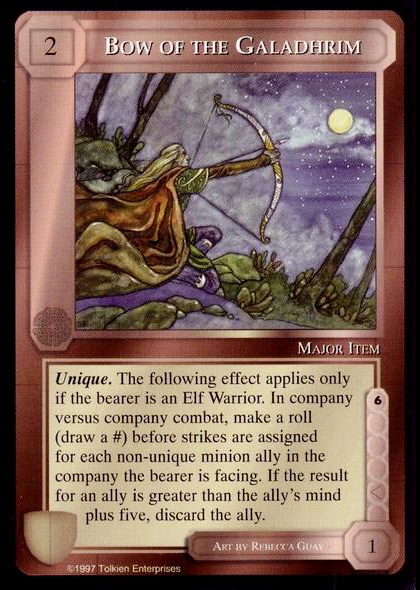 2
BOW OF THE GALADHRIM
MAJOR ITEM
Unique. The following effect applies only
if the bearer is an Elf Warrior. In company
versus company combat, make a roll
(draw a #) before strikes are assigned
for each non-unique minion ally in the
company the bearer is facing. If the result
for an ally is greater than the ally's mind
plus five, discard the ally.
6
ART BY REBECCA GUAY
1
©1997 Tolkien Enterprises